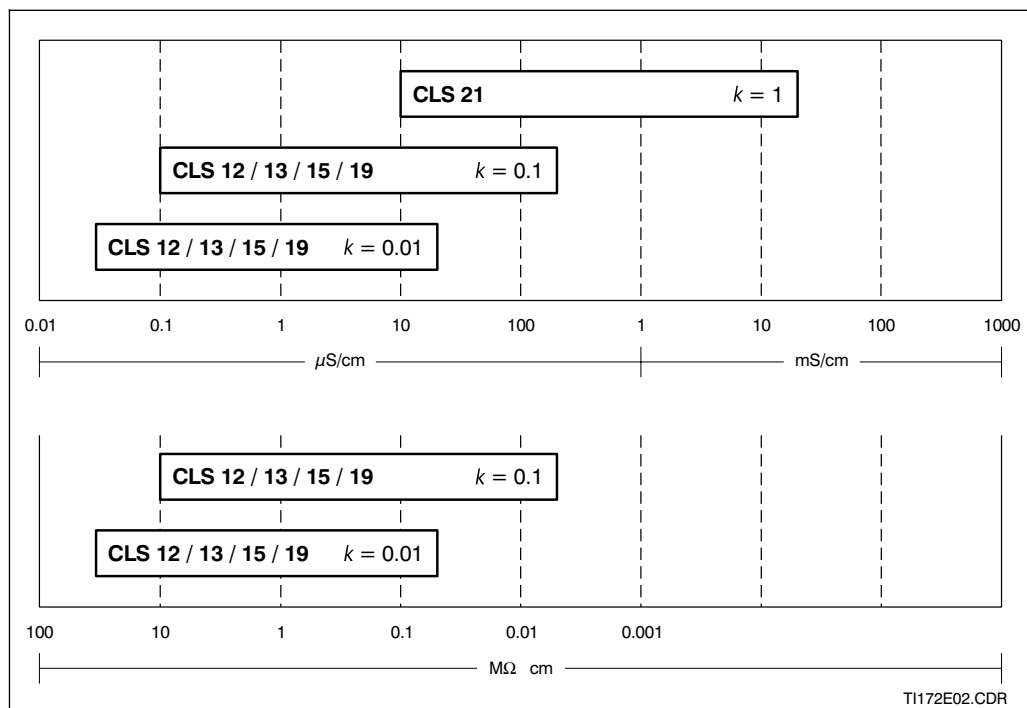 CLS 21 k = 1
CLS 12 / 13 / 15 / 19 k = 0.1
CLS 12 / 13 / 15 / 19 k = 0.01
0.01 0.1 1 10 100 1 10 100 1000
μS/cm mS/cm
CLS 12 / 13 / 15 / 19 k = 0.1
CLS 12 / 13 / 15 / 19 k = 0.01
100 10 1 0.1 0.01 0.001
MΩ cm
TI172E02.CDR